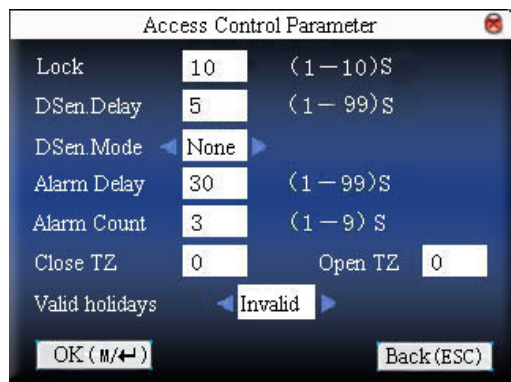 Access Control Parameter
Lock 10 (1－10)S
DSen.Delay 5 (1－99)S
DSen.Mode None
Alarm Delay 30 (1－99)S
Alarm Count 3 (1－9) S
Close TZ 0 Open TZ 0
Valid holidays Invalid
OK(M/↵) Back(ESC)